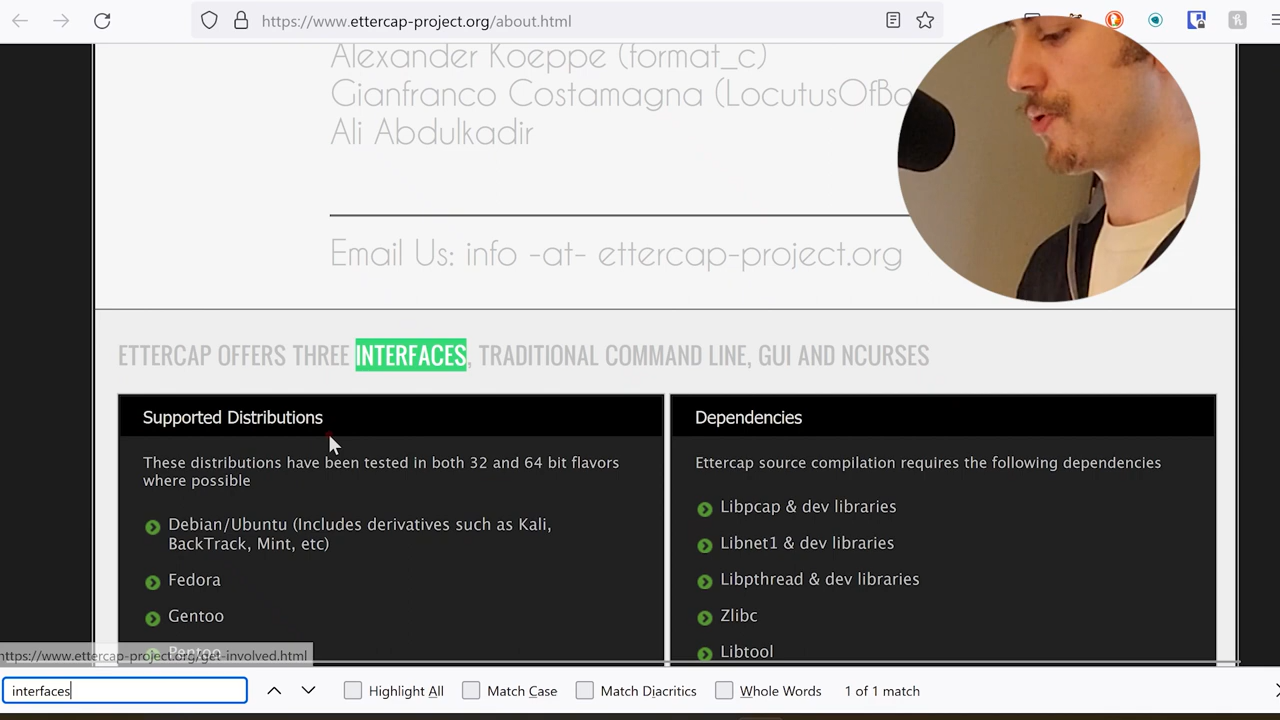 https://www.ettercap-project.org/about.html
Alexander Koeppe (format_c)
Gianfranco Costamagna (LocutusOfBo
Ali Abdulkadir
Email Us: info -at- ettercap-project.org
ETTERCAP OFFERS THREE INTERFACES, TRADITIONAL COMMAND LINE, GUI AND NCURSES
Supported Distributions
These distributions have been tested in both 32 and 64 bit flavors
where possible
Debian/Ubuntu (Includes derivatives such as Kali,
BackTrack, Mint, etc)
Fedora
Gentoo
Pentoo
Dependencies
Ettercap source compilation requires the following dependencies
Libpcap & dev libraries
Libnet1 & dev libraries
Libpthread & dev libraries
Zlibc
Libtool
https://www.ettercap-project.org/get-involved.html
interfaces
Highlight All
Match Case
Match Diacritics
Whole Words
1 of 1 match